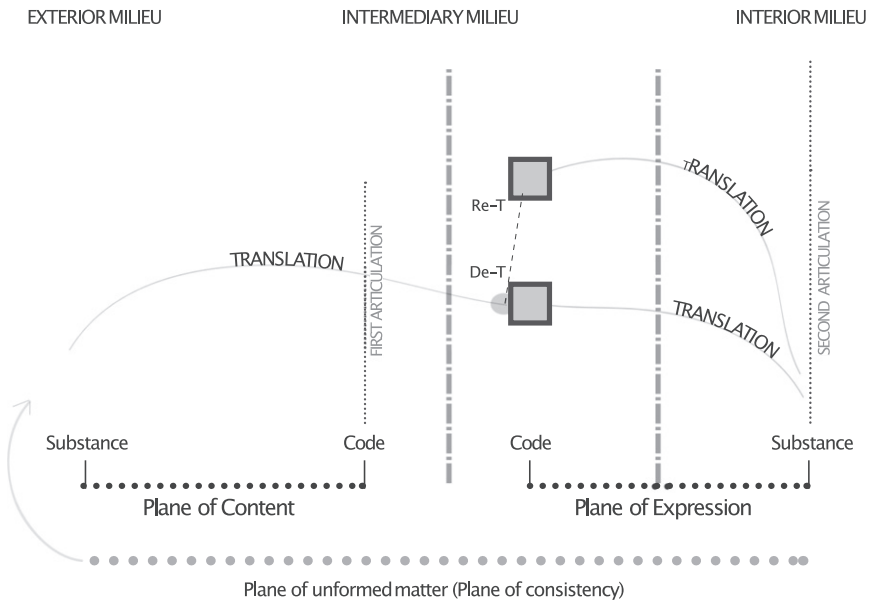 EXTERIOR MILIEU
INTERMEDIARY MILIEU
INTERIOR MILIEU
TRANSLATION
Re-T
TRANSLATION
FIRST ARTICULATION
De-T
TRANSLATION
SECOND ARTICULATION
Substance
Code
Code
Substance
Plane of Content
Plane of Expression
Plane of unformed matter (Plane of consistency)